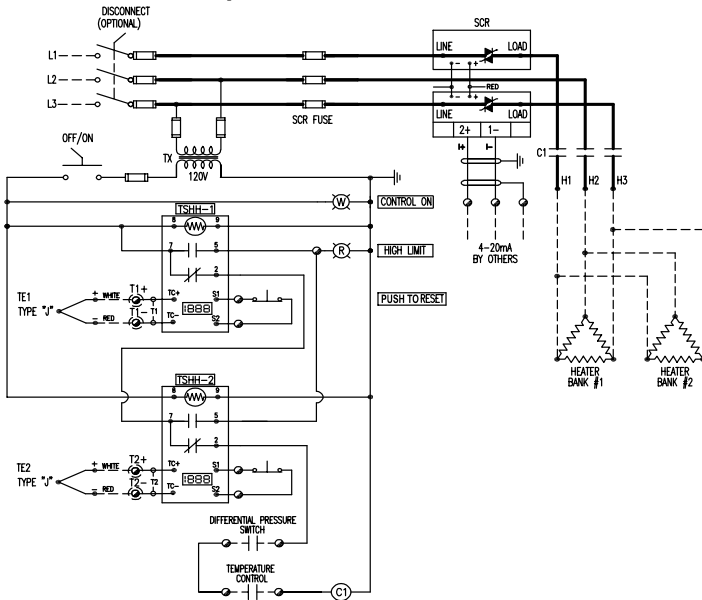 DISCONNECT
(OPTIONAL)
SCR
L1
L2
L3
LINE
LOAD
- +
RED
- +
LINE
LOAD
2+
1-
I+
I-
SCR FUSE
OFF/ON
TX
120V
C1
H1
H2
H3
W
CONTROL ON
TSHH-1
8
9
7
5
R
HIGH LIMIT
2
4-20mA
BY OTHERS
TE1
TYPE "J"
+ WHITE
T1+
TC+
S1
PUSH TO RESET
- RED
T1-
T1
TC-
888
S2
HEATER
BANK #1
HEATER
BANK #2
TSHH-2
8
9
7
5
2
TE2
TYPE "J"
+ WHITE
T2+
TC+
S1
- RED
T2-
T2
TC-
888
S2
DIFFERENTIAL PRESSURE
SWITCH
TEMPERATURE
CONTROL
C1